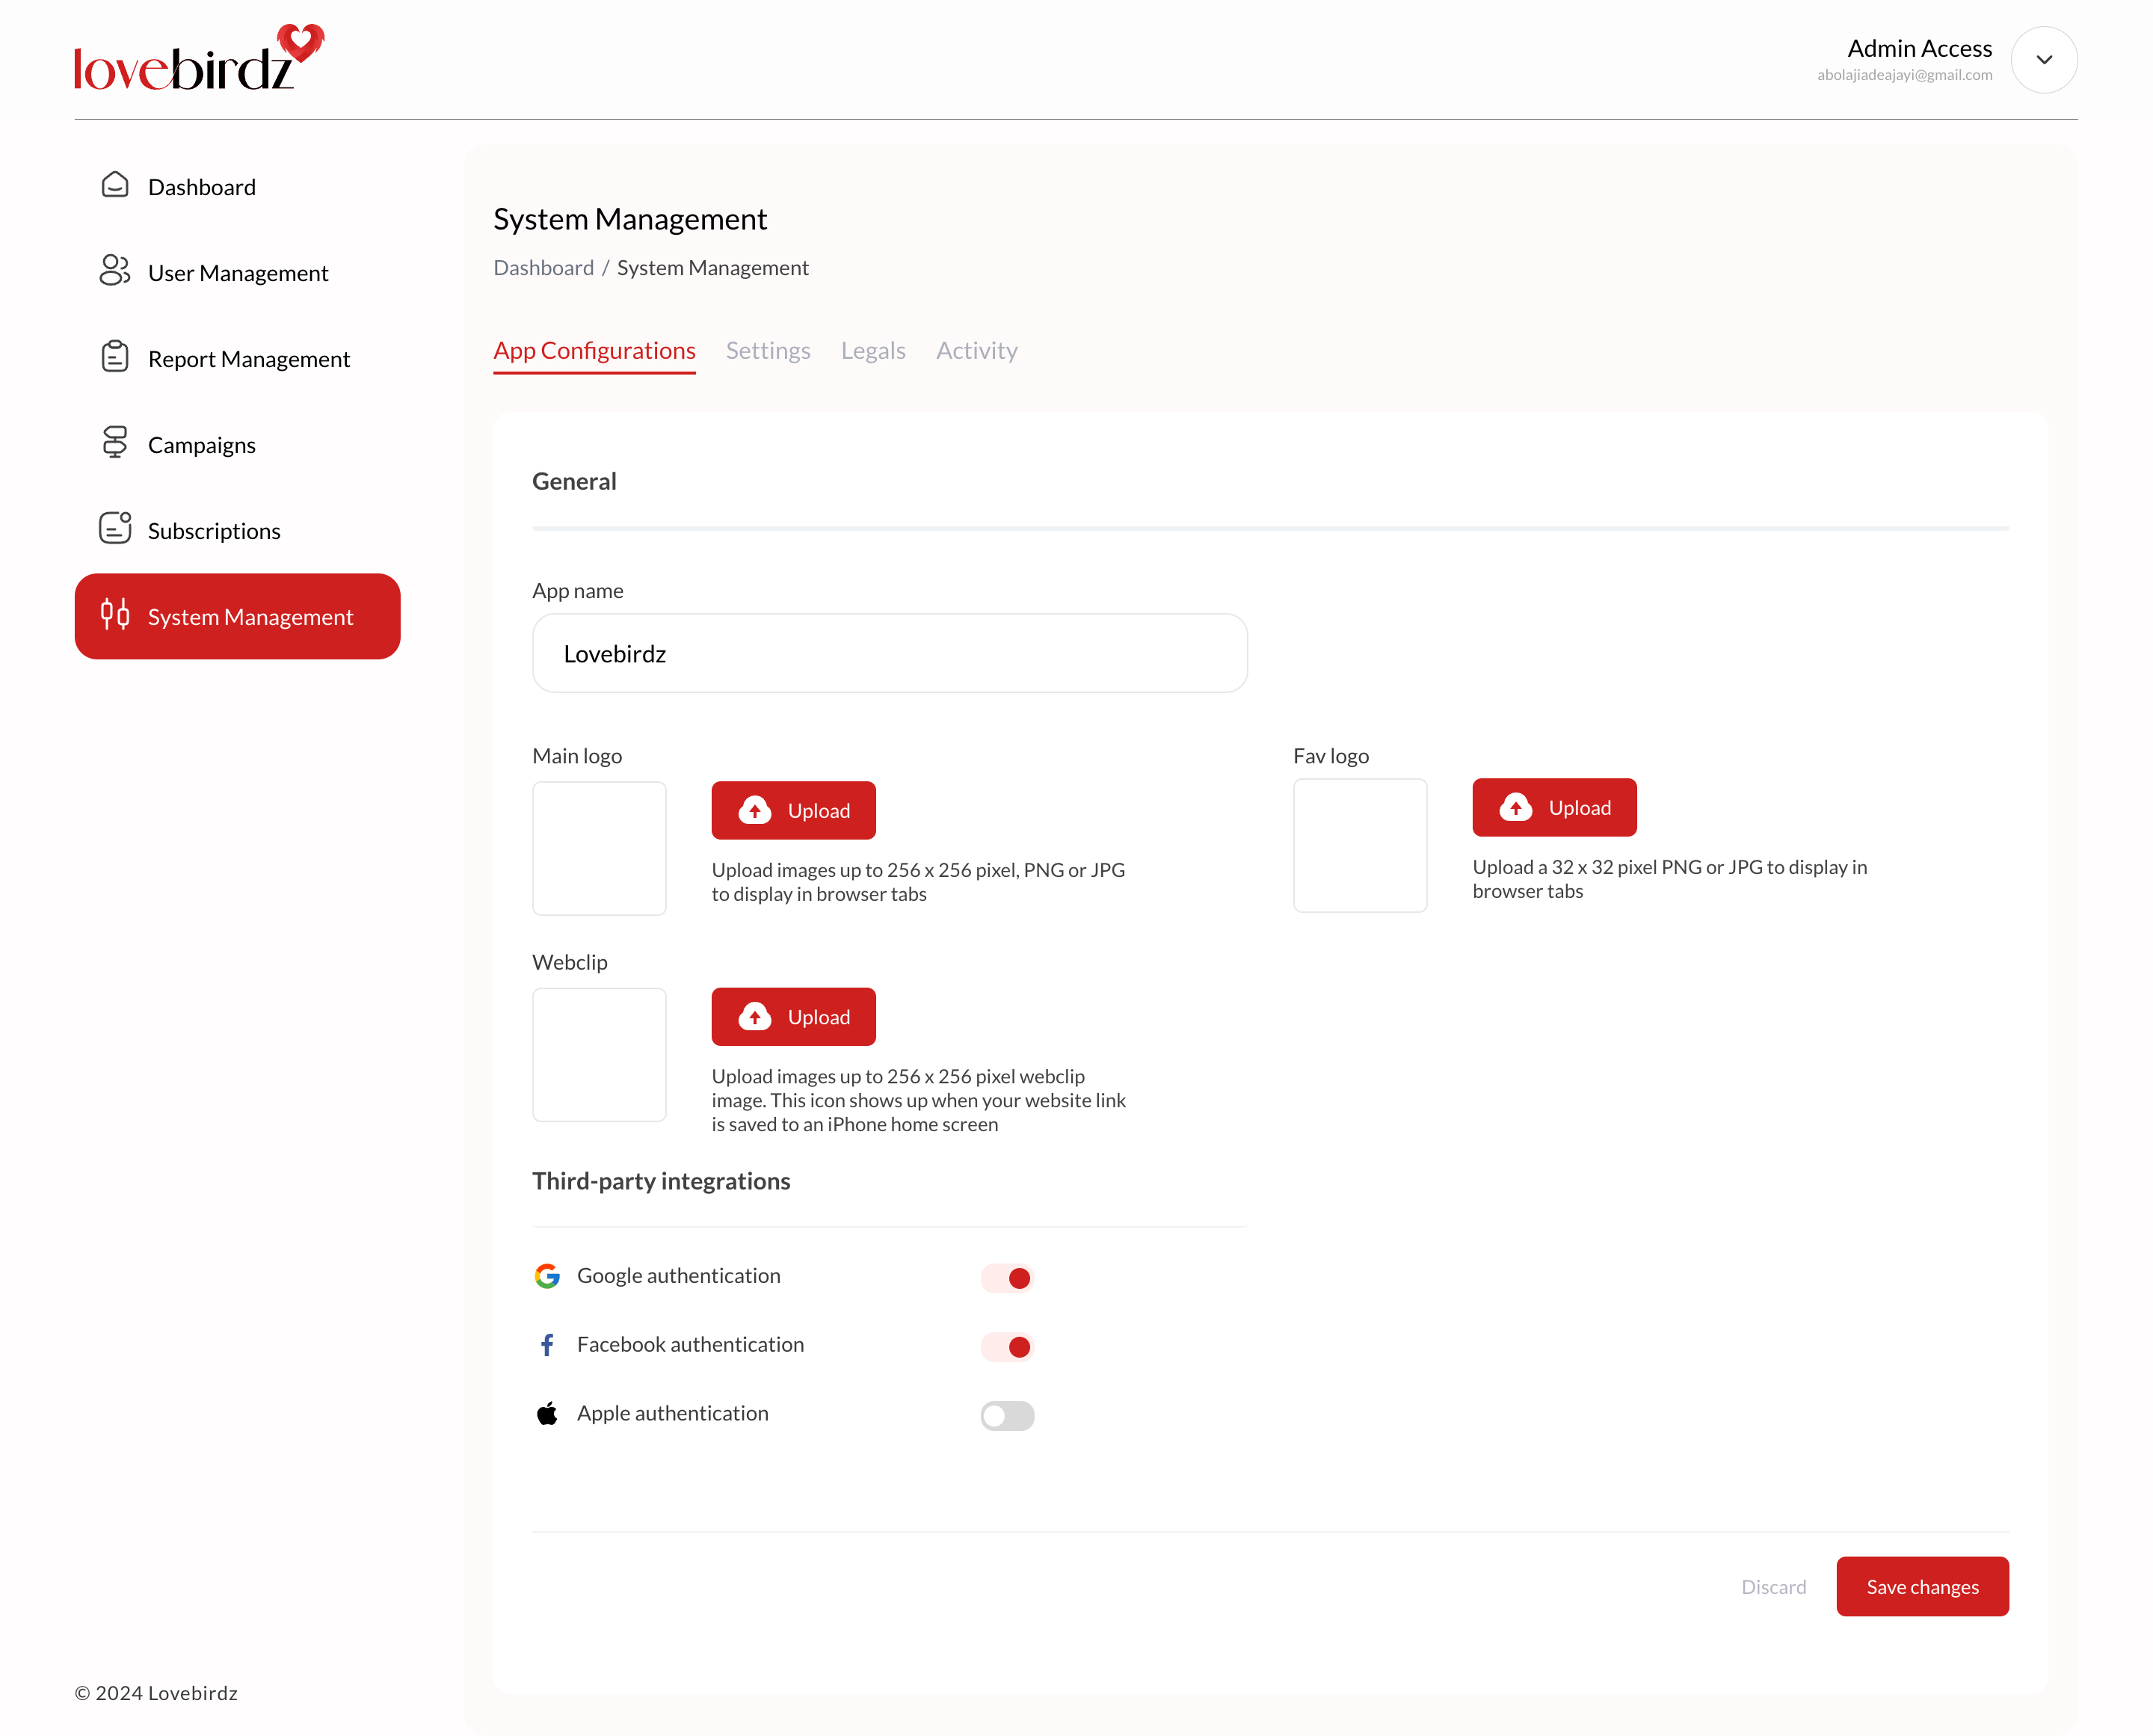 lovebirdz
Admin Access
abolajiadeajayi@gmail.com
Dashboard
User Management
Report Management
Campaigns
Subscriptions
System Management
System Management
Dashboard / System Management
App Configurations Settings Legals Activity
General
App name
Lovebirdz
Main logo
Upload
Upload images up to 256 x 256 pixel, PNG or JPG
to display in browser tabs
Fav logo
Upload
Upload a 32 x 32 pixel PNG or JPG to display in
browser tabs
Webclip
Upload
Upload images up to 256 x 256 pixel webclip
image. This icon shows up when your website link
is saved to an iPhone home screen
Third-party integrations
Google authentication
Facebook authentication
Apple authentication
Discard
Save changes
© 2024 Lovebirdz